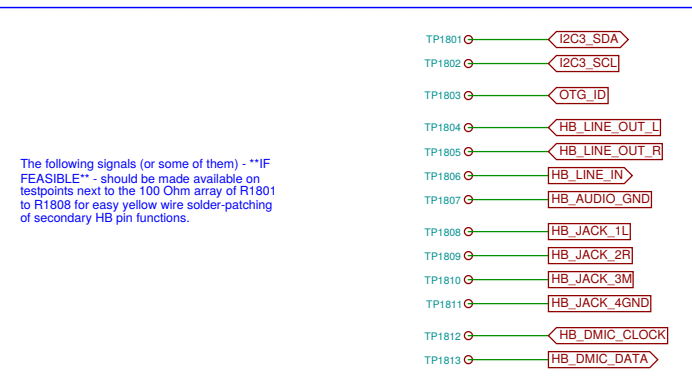 TP1801 I2C3_SDA
TP1802 I2C3_SCL
TP1803 OTG_ID
TP1804 HB_LINE_OUT_L
TP1805 HB_LINE_OUT_R
TP1806 HB_LINE_IN
TP1807 HB_AUDIO_GND
TP1808 HB_JACK_1L
TP1809 HB_JACK_2R
TP1810 HB_JACK_3M
TP1811 HB_JACK_4GND
TP1812 HB_DMIC_CLOCK
TP1813 HB_DMIC_DATA
The following signals (or some of them) - **IF
FEASIBLE** - should be made available on
testpoints next to the 100 Ohm array of R1801
to R1808 for easy yellow wire solder-patching
of secondary HB pin functions.